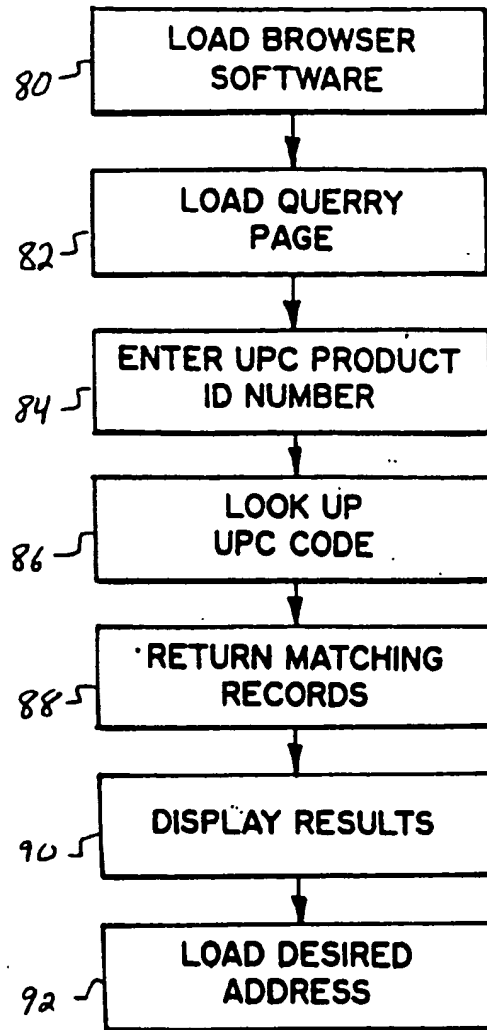 LOAD BROWSER
SOFTWARE
80
LOAD QUERRY
PAGE
82
ENTER UPC PRODUCT
ID NUMBER
84
LOOK UP
UPC CODE
86
RETURN MATCHING
RECORDS
88
DISPLAY RESULTS
90
LOAD DESIRED
ADDRESS
92